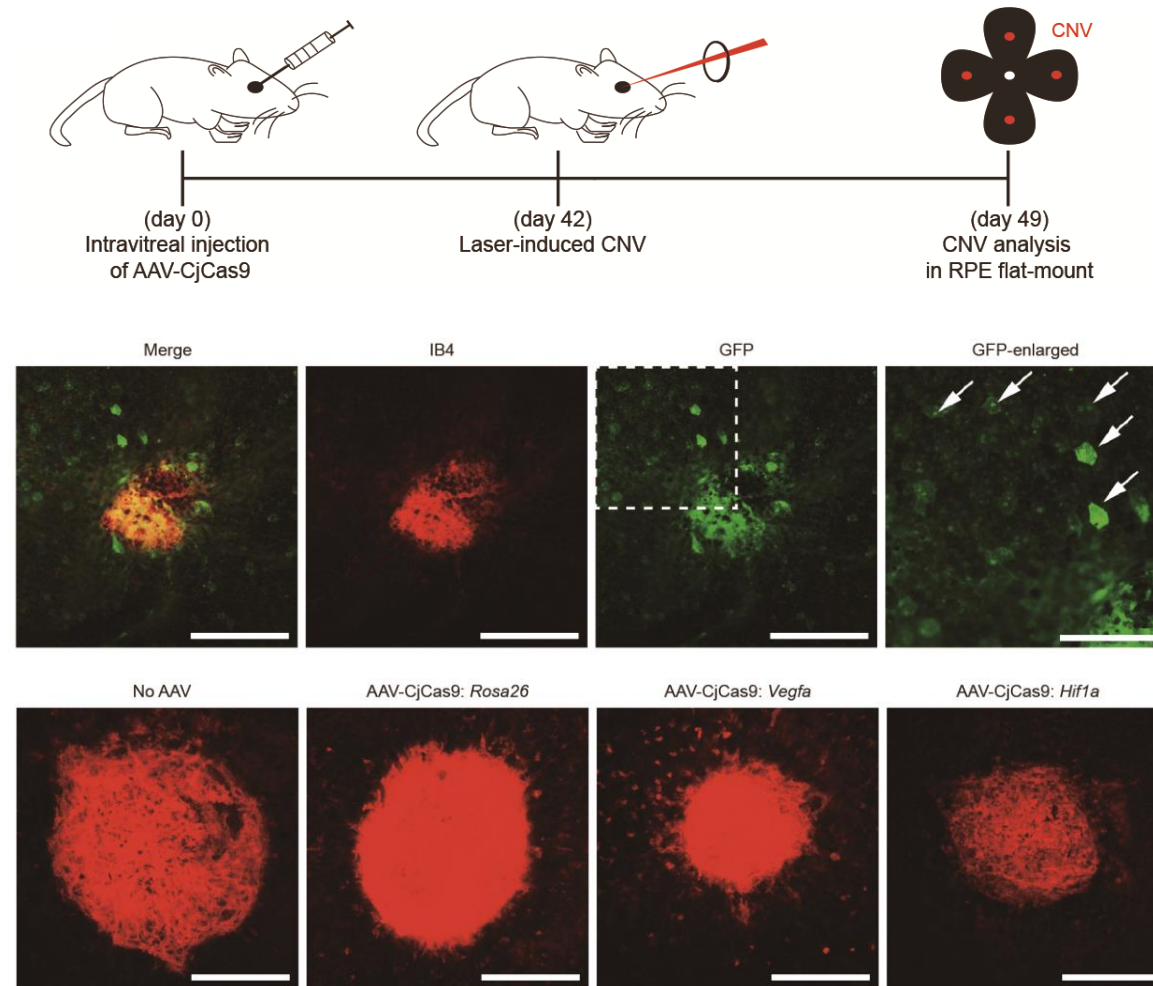 CNV
(day 0)
Intravitreal injection
of AAV-CjCas9
(day 42)
Laser-induced CNV
(day 49)
CNV analysis
in RPE flat-mount
Merge
IB4
GFP
GFP-enlarged
No AAV
AAV-CjCas9: Rosa26
AAV-CjCas9: Vegfa
AAV-CjCas9: Hif1a